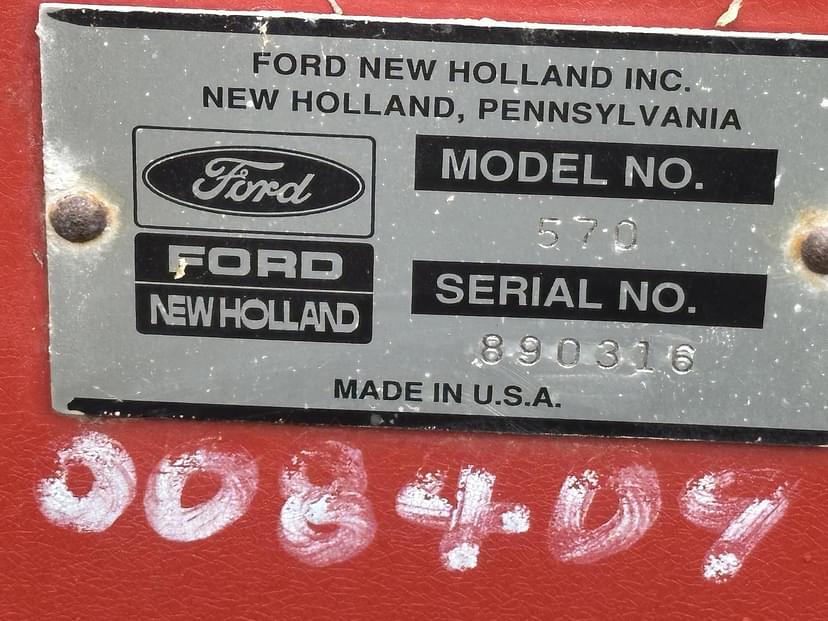 FORD NEW HOLLAND INC.
NEW HOLLAND, PENNSYLVANIA
Ford
FORD
NEW HOLLAND
MODEL NO.
570
SERIAL NO.
890316
MADE IN U.S.A.
008409